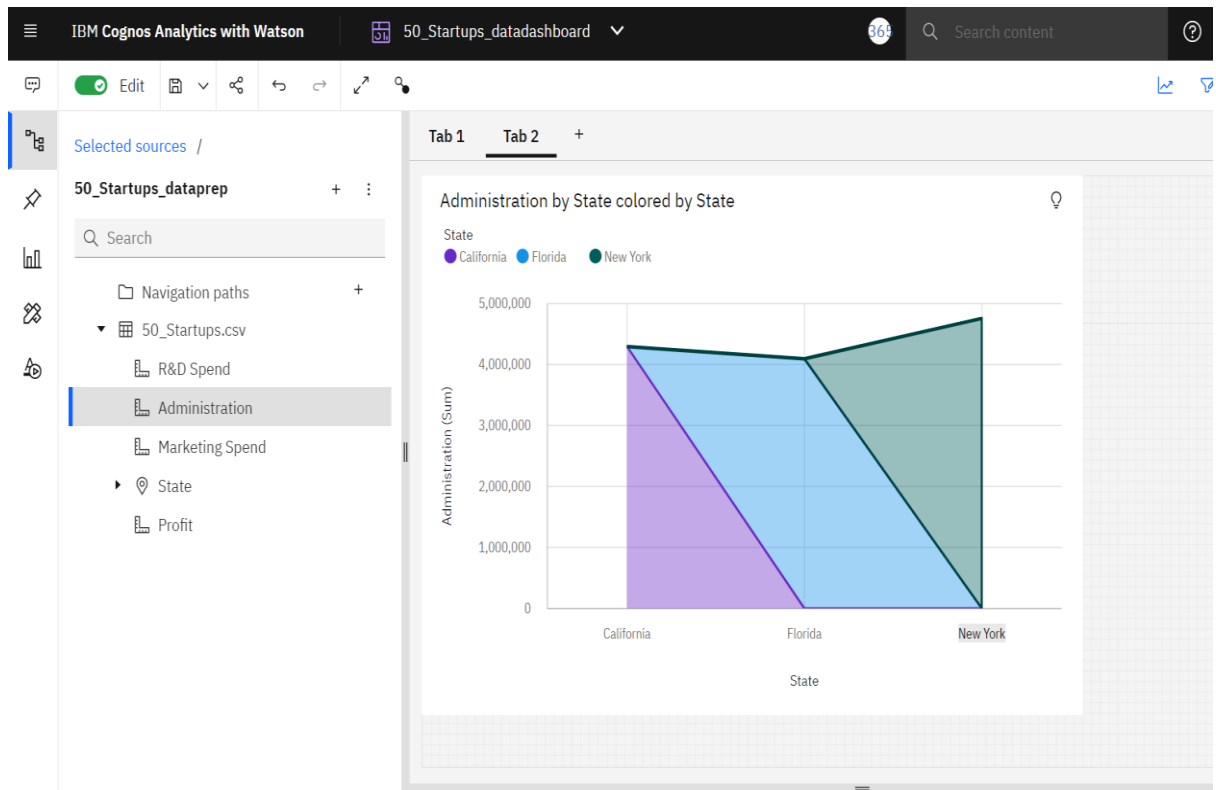 IBM Cognos Analytics with Watson
50_Startups_datadashboard
365
Search content
Edit
Selected sources /
Tab 1
Tab 2
+
50_Startups_dataprep
+
Search
Navigation paths
+
50_Startups.csv
R&D Spend
Administration
Marketing Spend
State
Profit
Administration by State colored by State
State
California
Florida
New York
5,000,000
4,000,000
3,000,000
2,000,000
1,000,000
0
Administration (Sum)
California
Florida
New York
State